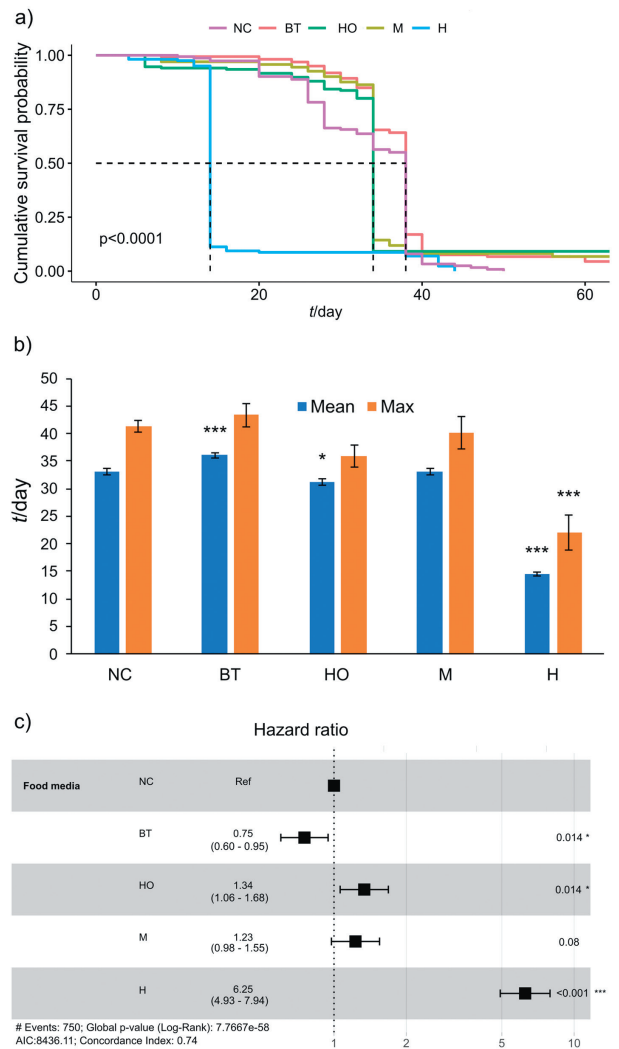 a)
NC BT HO M H
Cumulative survival probability
1.00
0.75
0.50
0.25
0.00
p<0.0001
0 20 40 60
t/day
b)
t/day
50
45
40
35
30
25
20
15
10
5
0
Mean Max
***
*
***
***
NC BT HO M H
c)
Hazard ratio
Food media NC Ref
BT 0.75 0.014 *
(0.60 - 0.95)
HO 1.34 0.014 *
(1.06 - 1.68)
M 1.23 0.08
(0.98 - 1.55)
H 6.25 <0.001 ***
(4.93 - 7.94)
# Events: 750; Global p-value (Log-Rank): 7.7667e-58
AIC:8436.11; Concordance Index: 0.74
1 2 5 10